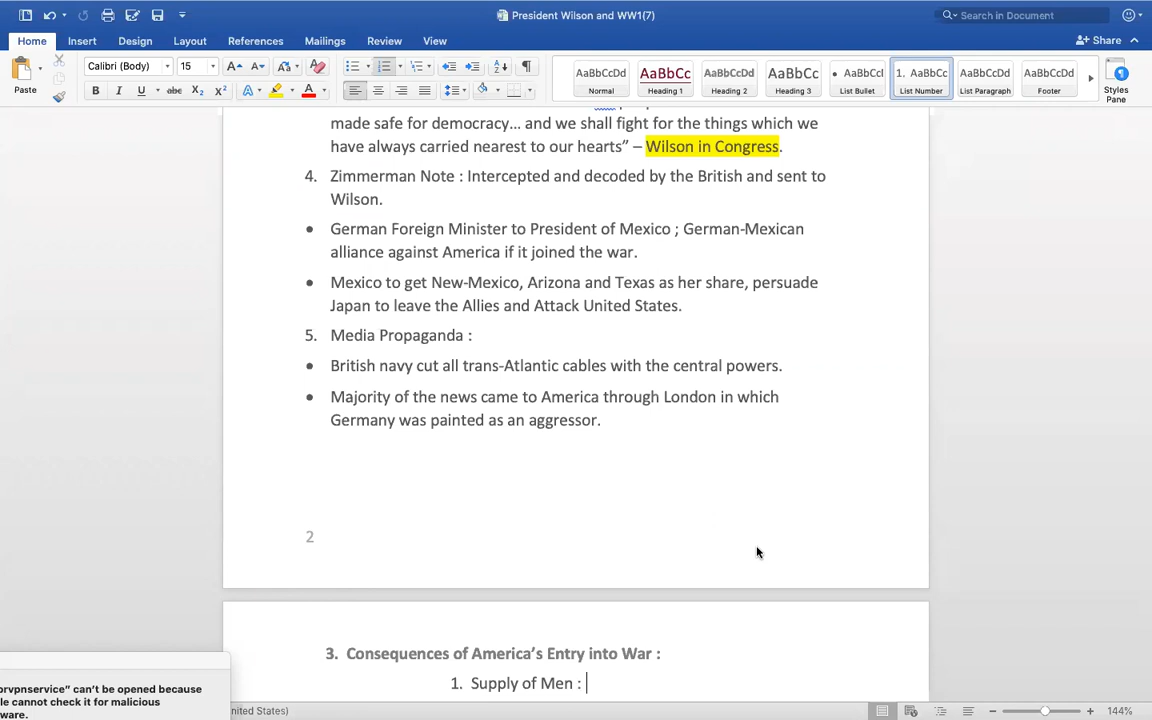 President Wilson and WW1(7)
Search in Document
Home Insert Design Layout References Mailings Review View
Share
Paste
Calibri (Body) 15
B I U abc X₂ X² A A
AaBbCcDd AaBbCc AaBbCcDd AaBbCc AaBbCcI 1. AaBbCc AaBbCcDd AaBbCcDd
Normal Heading 1 Heading 2 Heading 3 List Bullet List Number List Paragraph Footer
Styles
Pane
made safe for democracy... and we shall fight for the things which we
have always carried nearest to our hearts” – Wilson in Congress.
4. Zimmerman Note : Intercepted and decoded by the British and sent to
Wilson.
• German Foreign Minister to President of Mexico ; German-Mexican
alliance against America if it joined the war.
• Mexico to get New-Mexico, Arizona and Texas as her share, persuade
Japan to leave the Allies and Attack United States.
5. Media Propaganda :
• British navy cut all trans-Atlantic cables with the central powers.
• Majority of the news came to America through London in which
Germany was painted as an aggressor.
2
3. Consequences of America’s Entry into War :
1. Supply of Men :
prvpnservice” can’t be opened because
le cannot check it for malicious
ware.
nited States)
144%